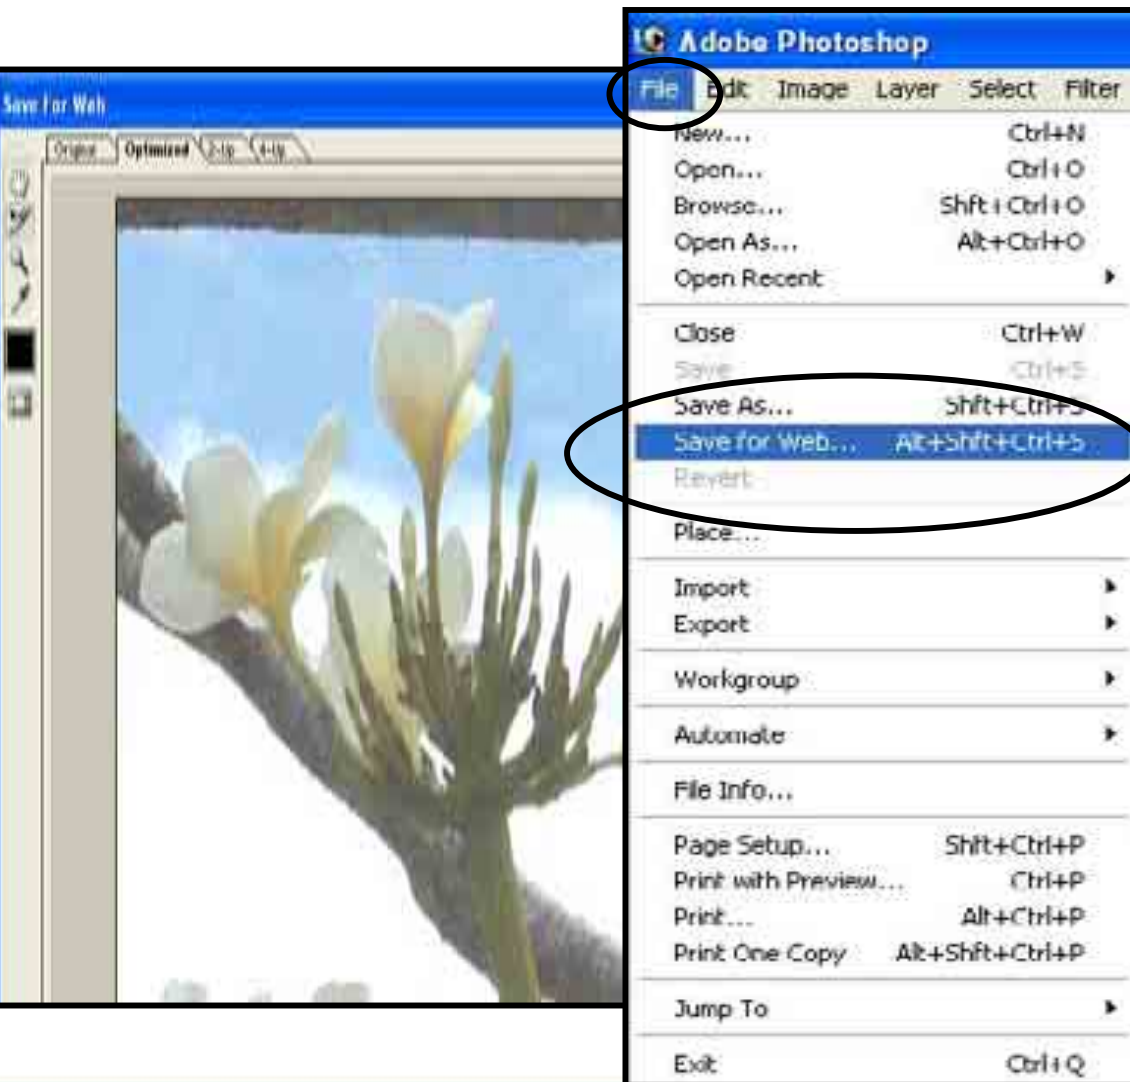 Save For Web
Original Optimized 2-Up 4-Up
Adobe Photoshop
File Edit Image Layer Select Filter
New... Ctrl+N
Open... Ctrl+O
Browse... Shft+Ctrl+O
Open As... Alt+Ctrl+O
Open Recent
Close Ctrl+W
Save Ctrl+S
Save As... Shft+Ctrl+S
Save for Web... Alt+Shft+Ctrl+S
Revert
Place...
Import
Export
Workgroup
Automate
File Info...
Page Setup... Shft+Ctrl+P
Print with Preview... Ctrl+P
Print... Alt+Ctrl+P
Print One Copy Alt+Shft+Ctrl+P
Jump To
Exit Ctrl+Q